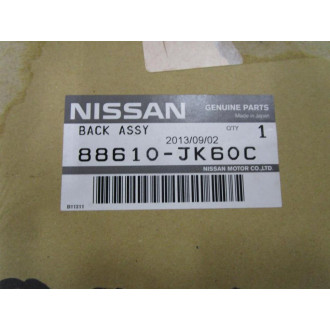 NISSAN
GENUINE PARTS
Made in Japan
BACK ASSY
2013/09/02
QTY
1
88610-JK60C
NISSAN MOTOR CO.,LTD.